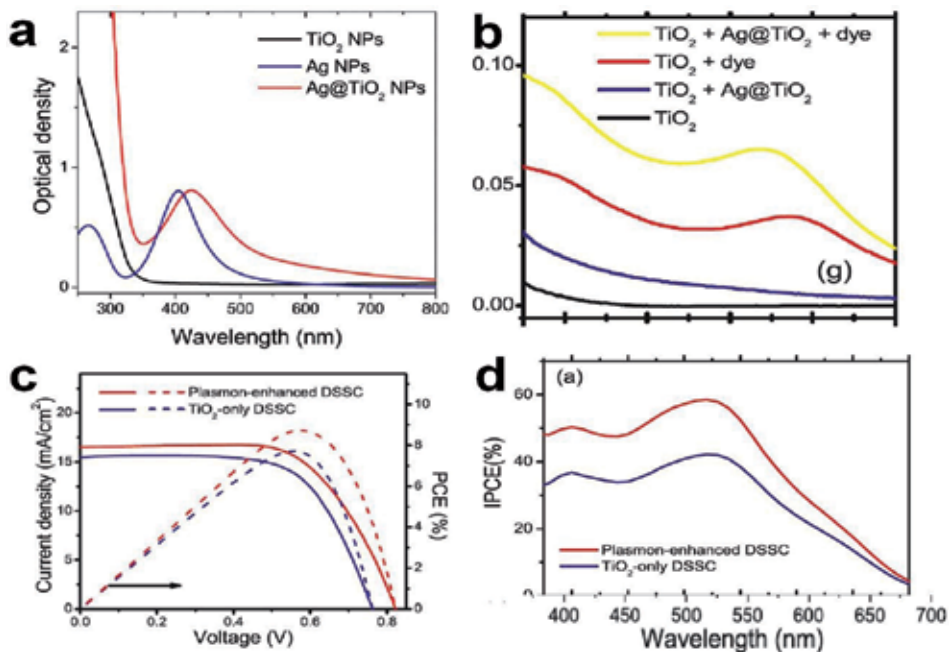 a
TiO2 NPs
Ag NPs
Ag@TiO2 NPs
Optical density
2
1
0
300 400 500 600 700 800
Wavelength (nm)
b
TiO2 + Ag@TiO2 + dye
TiO2 + dye
TiO2 + Ag@TiO2
TiO2
0.10
0.05
0.00
(g)
c
Plasmon-enhanced DSSC
TiO2-only DSSC
Current density (mA/cm2)
25
20
15
10
5
0
PCE (%)
10
8
6
4
2
0
0.0 0.2 0.4 0.6 0.8
Voltage (V)
d
(a)
IPCE(%)
60
40
20
0
Plasmon-enhanced DSSC
TiO2-only DSSC
400 450 500 550 600 650 700
Wavelength (nm)